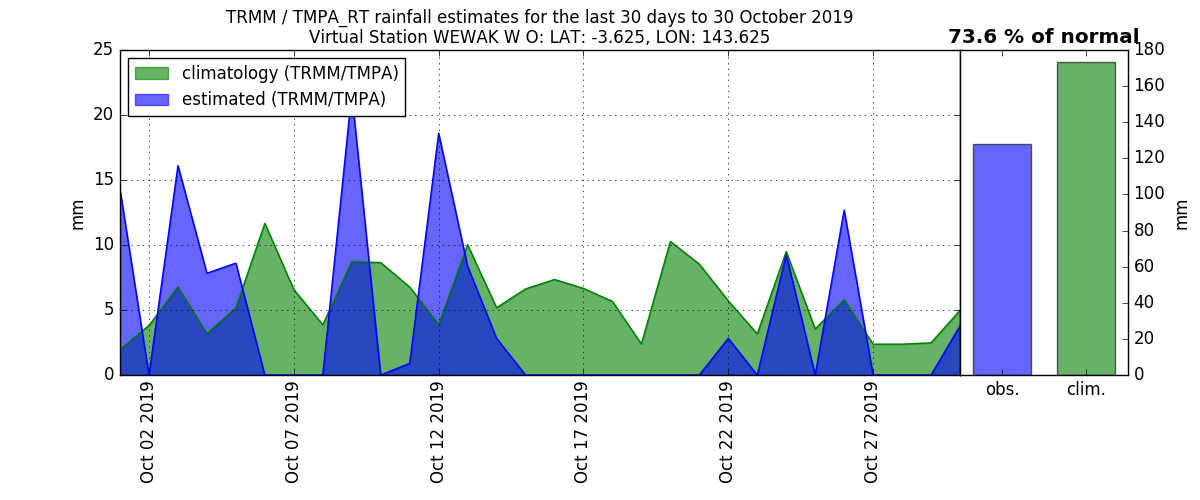 TRMM / TMPA_RT rainfall estimates for the last 30 days to 30 October 2019
Virtual Station WEWAK W O: LAT: -3.625, LON: 143.625
73.6 % of normal
climatology (TRMM/TMPA)
estimated (TRMM/TMPA)
25
20
15
10
5
0
mm
Oct 02 2019
Oct 07 2019
Oct 12 2019
Oct 17 2019
Oct 22 2019
Oct 27 2019
180
160
140
120
100
80
60
40
20
0
mm
obs.
clim.